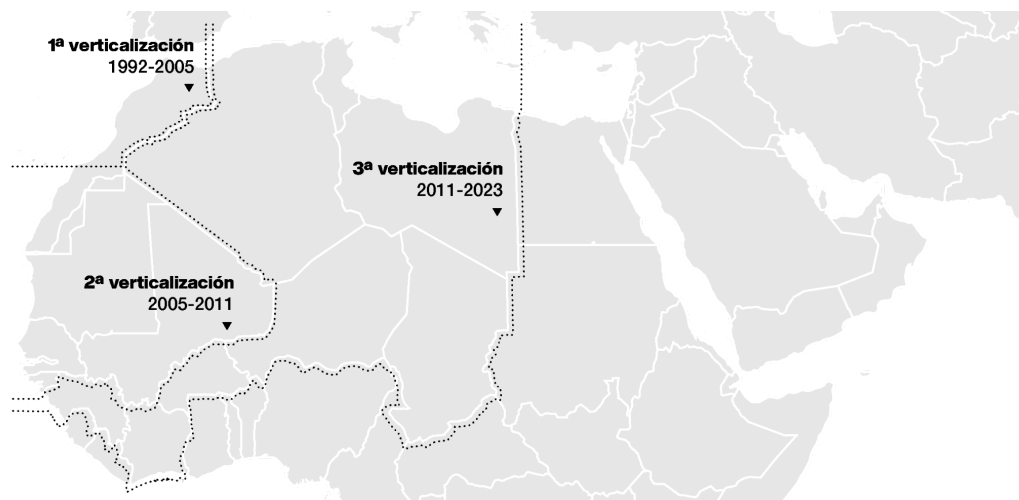 1ª verticalización
1992-2005
3ª verticalización
2011-2023
2ª verticalización
2005-2011